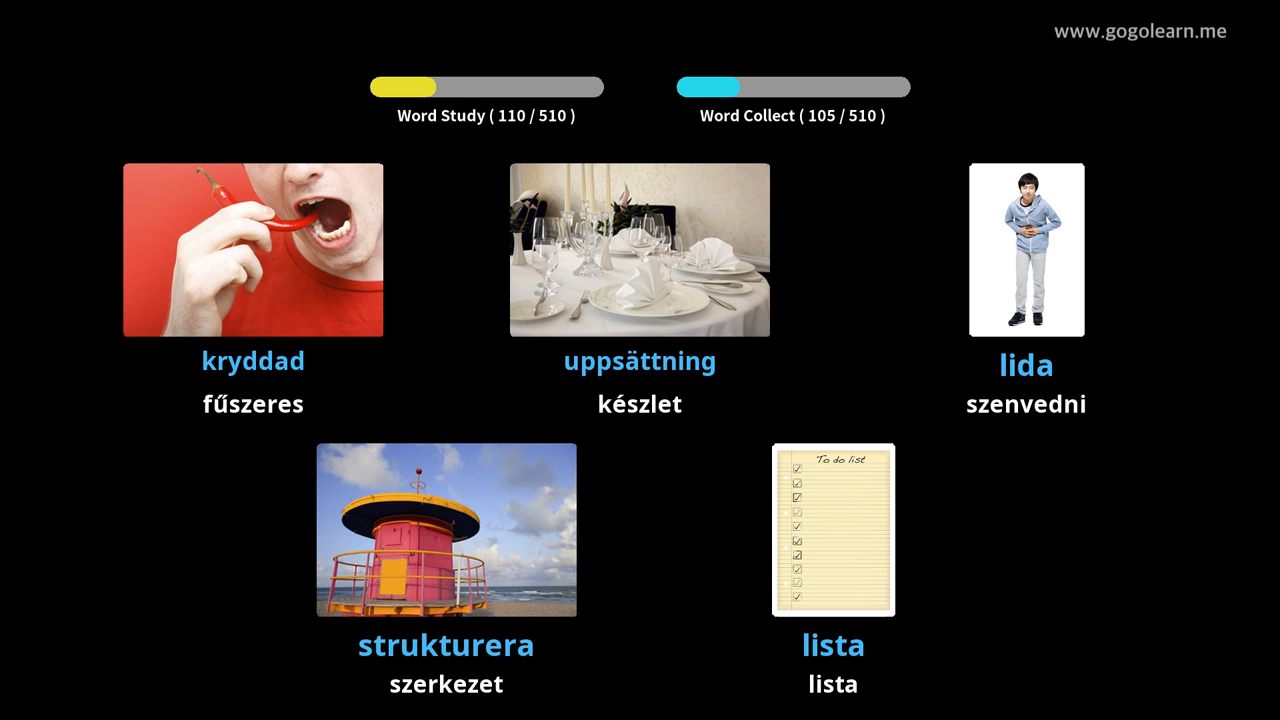 www.gogolearn.me
Word Study ( 110 / 510 )
Word Collect ( 105 / 510 )
kryddad
uppsättning
lida
fűszeres
készlet
szenvedni
To do list
strukturera
lista
szerkezet
lista